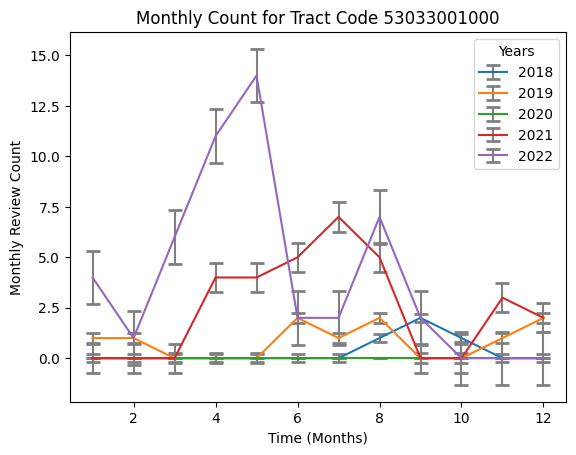 Monthly Count for Tract Code 53033001000
Years
2018
2019
2020
2021
2022
Monthly Review Count
15.0
12.5
10.0
7.5
5.0
2.5
0.0
2 4 6 8 10 12
Time (Months)